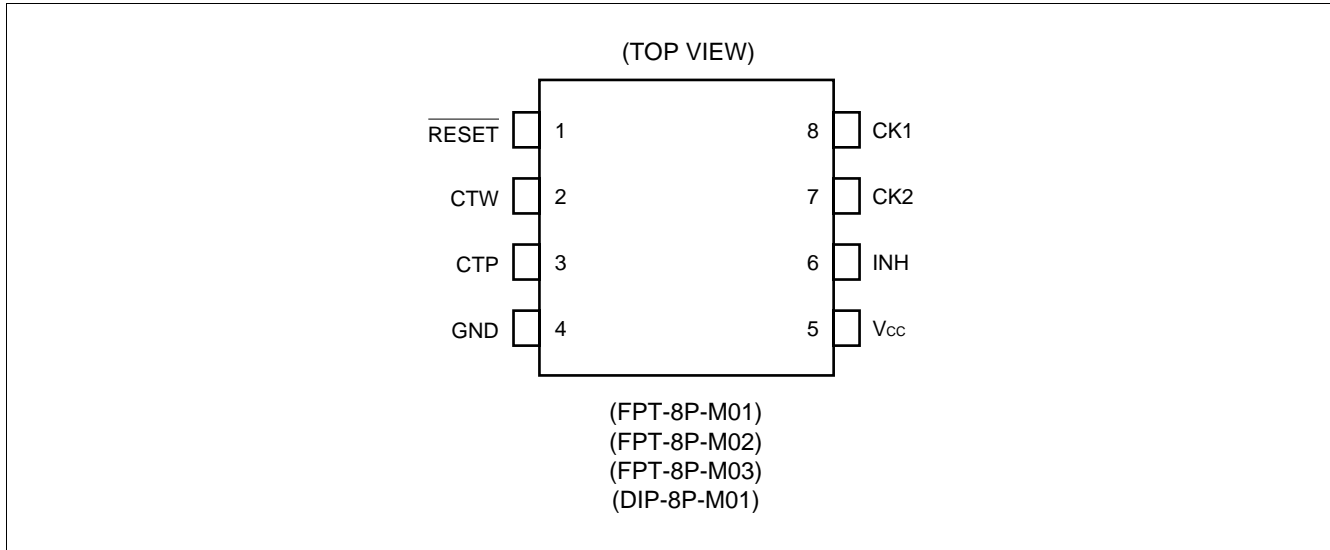 (TOP VIEW)
RESET 1 8 CK1
CTW 2 7 CK2
CTP 3 6 INH
GND 4 5 Vcc
(FPT-8P-M01)
(FPT-8P-M02)
(FPT-8P-M03)
(DIP-8P-M01)